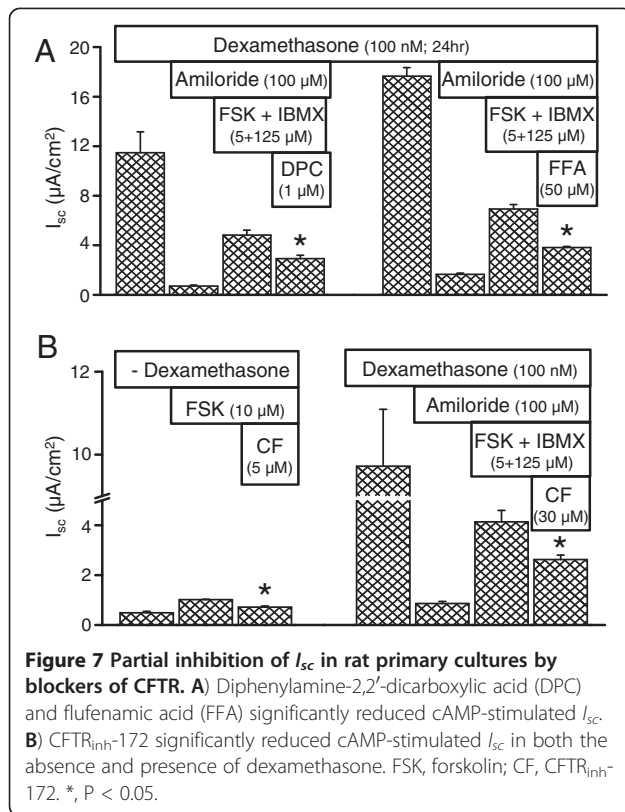 A
Dexamethasone (100 nM; 24hr)
Amiloride (100 µM)
Amiloride (100 µM)
FSK + IBMX
(5+125 µM)
FSK + IBMX
(5+125 µM)
DPC
(1 µM)
FFA
(50 µM)
20
16
12
8
4
0
Isc (µA/cm²)
*
*
B
- Dexamethasone
Dexamethasone (100 nM)
FSK (10 µM)
Amiloride (100 µM)
CF
(5 µM)
FSK + IBMX
(5+125 µM)
CF
(30 µM)
12
10
4
2
0
Isc (µA/cm²)
*
*
Figure 7 Partial inhibition of Isc in rat primary cultures by
blockers of CFTR. A) Diphenylamine-2,2′-dicarboxylic acid (DPC)
and flufenamic acid (FFA) significantly reduced cAMP-stimulated Isc.
B) CFTRinh-172 significantly reduced cAMP-stimulated Isc in both the
absence and presence of dexamethasone. FSK, forskolin; CF, CFTRinh-
172. *, P < 0.05.